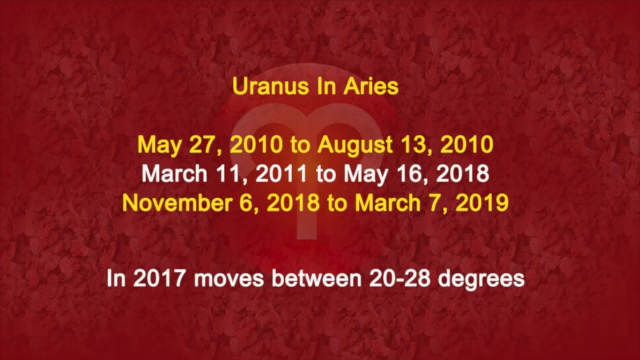 Uranus In Aries
May 27, 2010 to August 13, 2010
March 11, 2011 to May 16, 2018
November 6, 2018 to March 7, 2019
In 2017 moves between 20-28 degrees